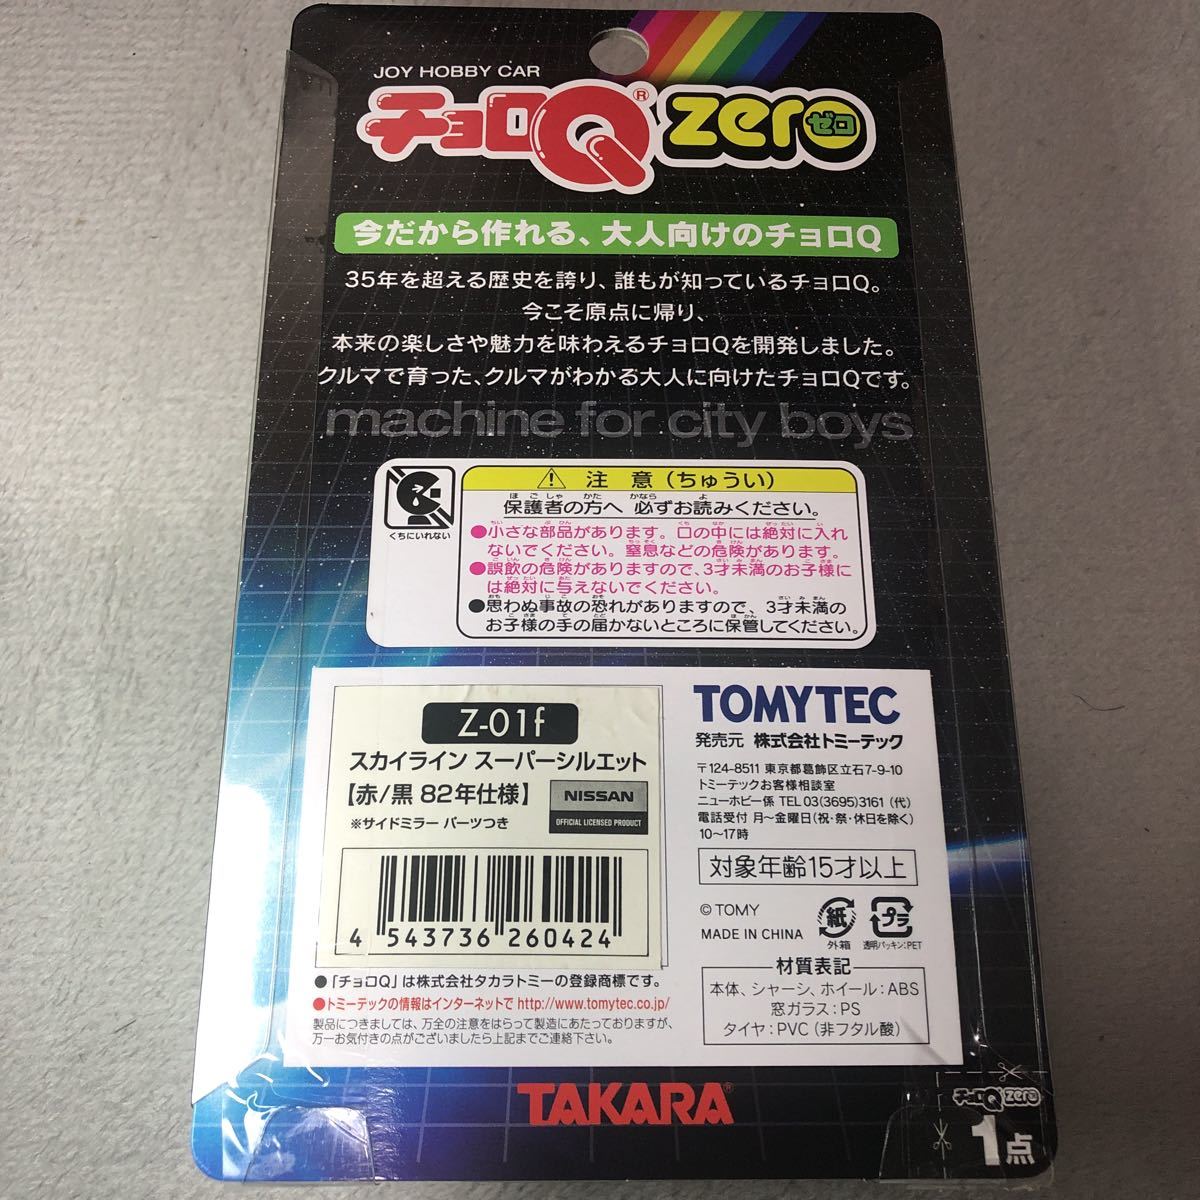 JOY HOBBY CAR
チョロQ® zero ゼロ
今だから作れる、大人向けのチョロQ
35年を超える歴史を誇り、誰もが知っているチョロQ。
今こそ原点に帰り、
本来の楽しさや魅力を味わえるチョロQを開発しました。
クルマで育った、クルマがわかる大人に向けたチョロQです。
machine for city boys
くちにいれない
注 意（ちゅうい）
保護者の方へ 必ずお読みください。
●小さな部品があります。口の中には絶対に入れ
ないでください。窒息などの危険があります。
●誤飲の危険がありますので、3才未満のお子様に
は絶対に与えないでください。
●思わぬ事故の恐れがありますので、3才未満の
お子様の手の届かないところに保管してください。
Z-01f
スカイライン スーパーシルエット
【赤/黒 82年仕様】
※サイドミラー パーツつき
NISSAN
OFFICIAL LICENSED PRODUCT
4 543736 260424
TOMYTEC
発売元 株式会社トミーテック
〒124-8511 東京都葛飾区立石7-9-10
トミーテックお客様相談室
ニューホビー係 TEL 03(3695)3161（代）
電話受付 月〜金曜日(祝・祭・休日を除く)
10〜17時
対象年齢15才以上
© TOMY
MADE IN CHINA
紙
外箱
プラ
透明パッキン:PET
材質表記
本体、シャーシ、ホイール:ABS
窓ガラス:PS
タイヤ:PVC（非フタル酸）
●「チョロQ」は株式会社タカラトミーの登録商標です。
●トミーテックの情報はインターネットで http://www.tomytec.co.jp/
製品につきましては、万全の注意をはらって製造にあたっておりますが、
万一お気付きの点がございましたら上記までご連絡下さい。
TAKARA®
チョロQ zero
1点